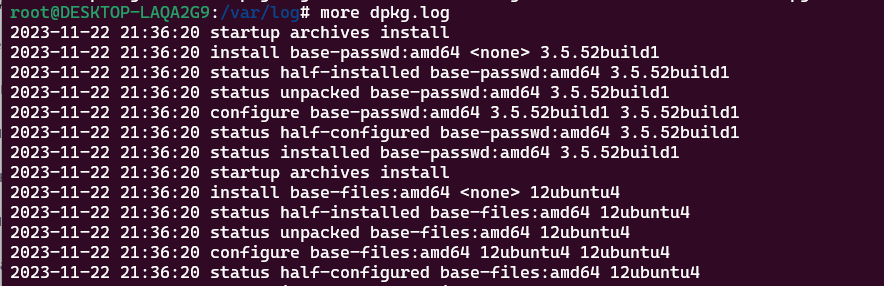 root@DESKTOP-LAQA2G9:/var/log# more dpkg.log
2023-11-22 21:36:20 startup archives install
2023-11-22 21:36:20 install base-passwd:amd64 <none> 3.5.52build1
2023-11-22 21:36:20 status half-installed base-passwd:amd64 3.5.52build1
2023-11-22 21:36:20 status unpacked base-passwd:amd64 3.5.52build1
2023-11-22 21:36:20 configure base-passwd:amd64 3.5.52build1 3.5.52build1
2023-11-22 21:36:20 status half-configured base-passwd:amd64 3.5.52build1
2023-11-22 21:36:20 status installed base-passwd:amd64 3.5.52build1
2023-11-22 21:36:20 startup archives install
2023-11-22 21:36:20 install base-files:amd64 <none> 12ubuntu4
2023-11-22 21:36:20 status half-installed base-files:amd64 12ubuntu4
2023-11-22 21:36:20 status unpacked base-files:amd64 12ubuntu4
2023-11-22 21:36:20 configure base-files:amd64 12ubuntu4 12ubuntu4
2023-11-22 21:36:20 status half-configured base-files:amd64 12ubuntu4